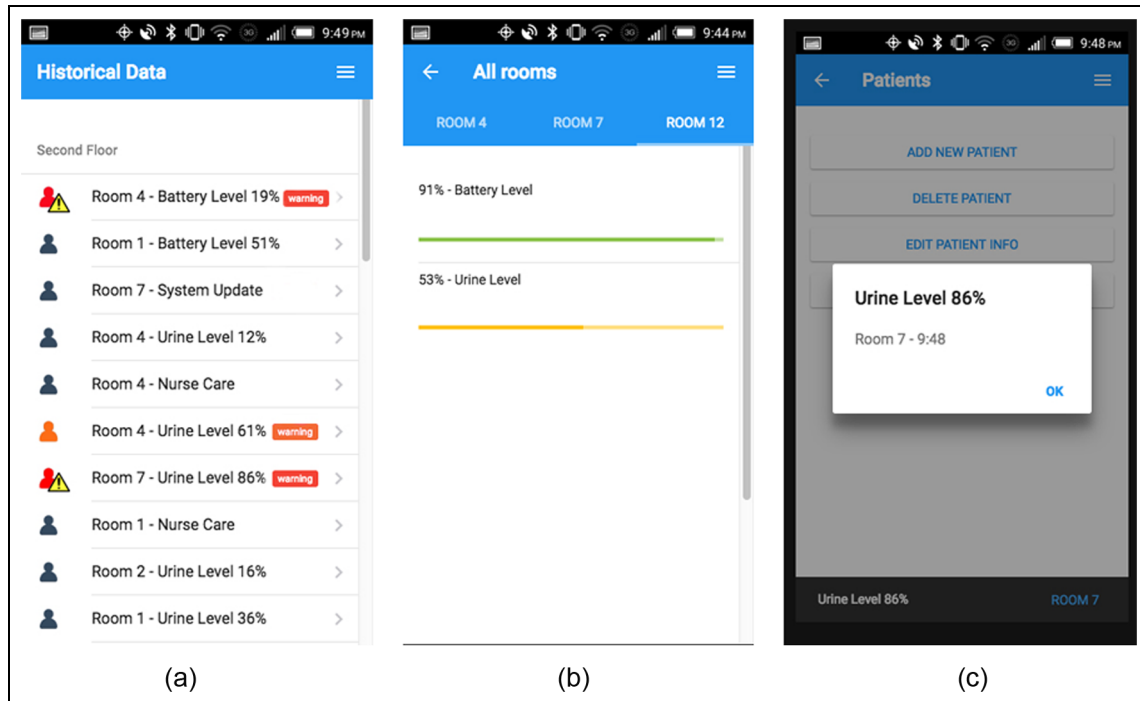 3G 9:49 PM
Historical Data
Second Floor
Room 4 - Battery Level 19% warning
Room 1 - Battery Level 51%
Room 7 - System Update
Room 4 - Urine Level 12%
Room 4 - Nurse Care
Room 4 - Urine Level 61% warning
Room 7 - Urine Level 86% warning
Room 1 - Nurse Care
Room 2 - Urine Level 16%
Room 1 - Urine Level 36%
(a)
3G 9:44 PM
All rooms
ROOM 4 ROOM 7 ROOM 12
91% - Battery Level
53% - Urine Level
(b)
3G 9:48 PM
Patients
ADD NEW PATIENT
DELETE PATIENT
EDIT PATIENT INFO
Urine Level 86%
Room 7 - 9:48
OK
Urine Level 86% ROOM 7
(c)